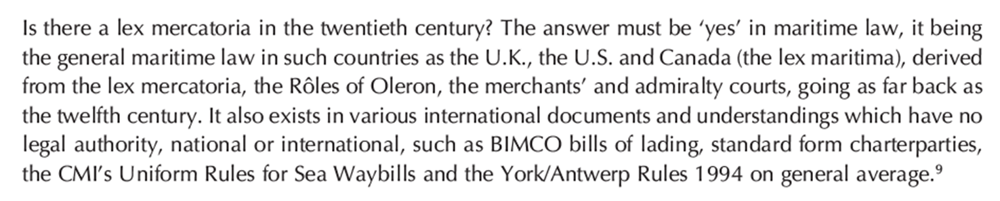 Is there a lex mercatoria in the twentieth century? The answer must be ‘yes’ in maritime law, it being
the general maritime law in such countries as the U.K., the U.S. and Canada (the lex maritima), derived
from the lex mercatoria, the Rôles of Oleron, the merchants’ and admiralty courts, going as far back as
the twelfth century. It also exists in various international documents and understandings which have no
legal authority, national or international, such as BIMCO bills of lading, standard form charterparties,
the CMI’s Uniform Rules for Sea Waybills and the York/Antwerp Rules 1994 on general average.⁹